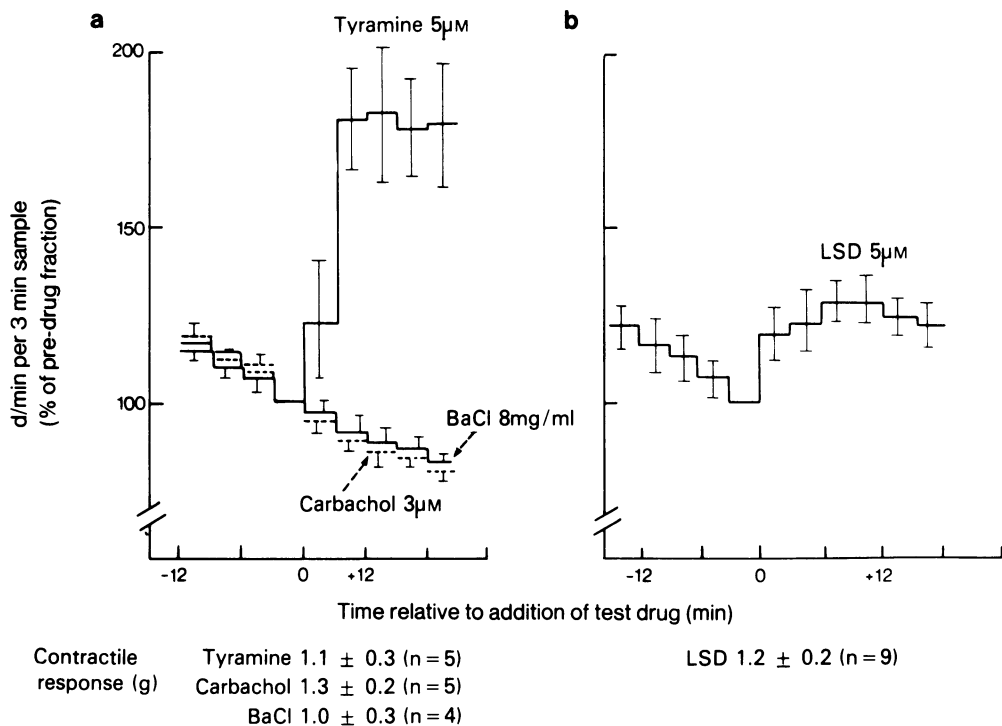 a
b
Tyramine 5μM
200
150
100
d/min per 3 min sample
(% of pre-drug fraction)
LSD 5μM
BaCl 8mg/ml
Carbachol 3μM
-12 0 +12
-12 0 +12
Time relative to addition of test drug (min)
Contractile
response (g)
Tyramine 1.1 ± 0.3 (n=5)
Carbachol 1.3 ± 0.2 (n=5)
BaCl 1.0 ± 0.3 (n=4)
LSD 1.2 ± 0.2 (n=9)